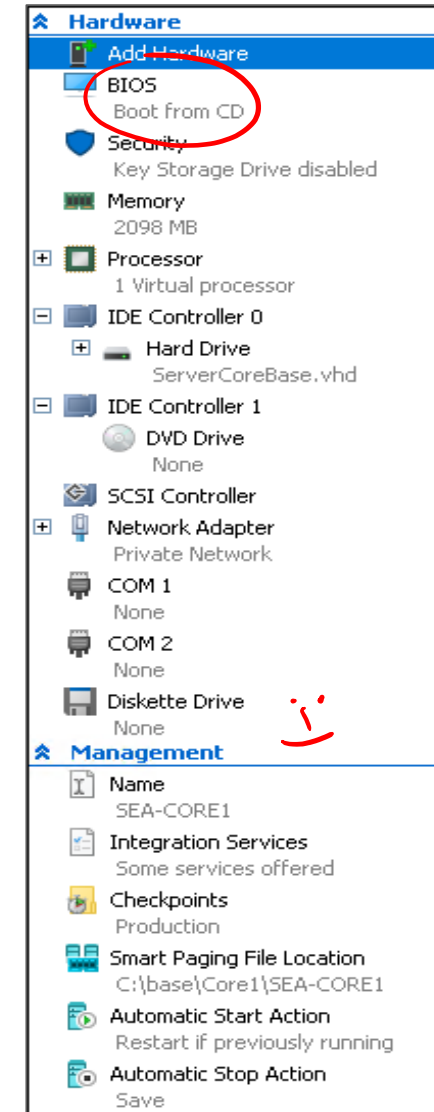 Hardware
Add Hardware
BIOS
Boot from CD
Security
Key Storage Drive disabled
Memory
2098 MB
Processor
1 Virtual processor
IDE Controller 0
Hard Drive
ServerCoreBase.vhd
IDE Controller 1
DVD Drive
None
SCSI Controller
Network Adapter
Private Network
COM 1
None
COM 2
None
Diskette Drive
None
Management
Name
SEA-CORE1
Integration Services
Some services offered
Checkpoints
Production
Smart Paging File Location
C:\base\Core1\SEA-CORE1
Automatic Start Action
Restart if previously running
Automatic Stop Action
Save